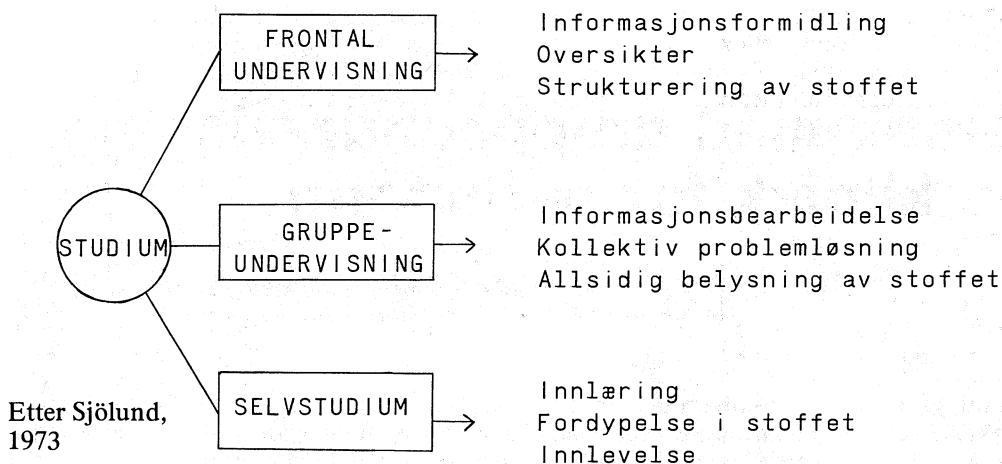 FRONTAL
UNDERVISNING
Informasjonsformidling
Oversikter
Strukturering av stoffet
STUDIUM
GRUPPE-
UNDERVISNING
Informasjonsbearbeidelse
Kollektiv problemløsning
Allsidig belysning av stoffet
SELVSTUDIUM
Innlæring
Fordypelse i stoffet
Innlevelse
Etter Sjölund,
1973